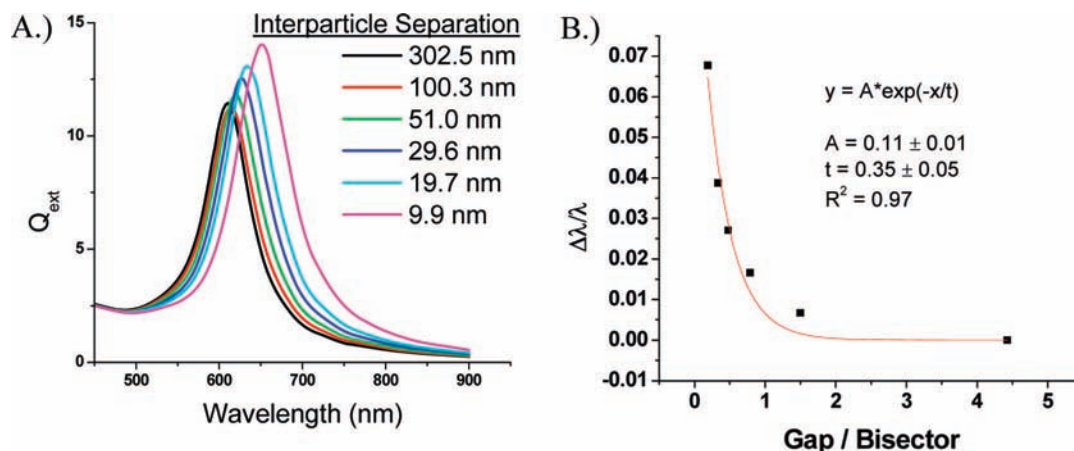 A.)
15
10
5
0
Q_ext
500 600 700 800 900
Wavelength (nm)
Interparticle Separation
302.5 nm
100.3 nm
51.0 nm
29.6 nm
19.7 nm
9.9 nm
B.)
0.07
0.06
0.05
0.04
0.03
0.02
0.01
0.00
-0.01
Δλ/λ
y = A*exp(-x/t)
A = 0.11 ± 0.01
t = 0.35 ± 0.05
R² = 0.97
0 1 2 3 4 5
Gap / Bisector